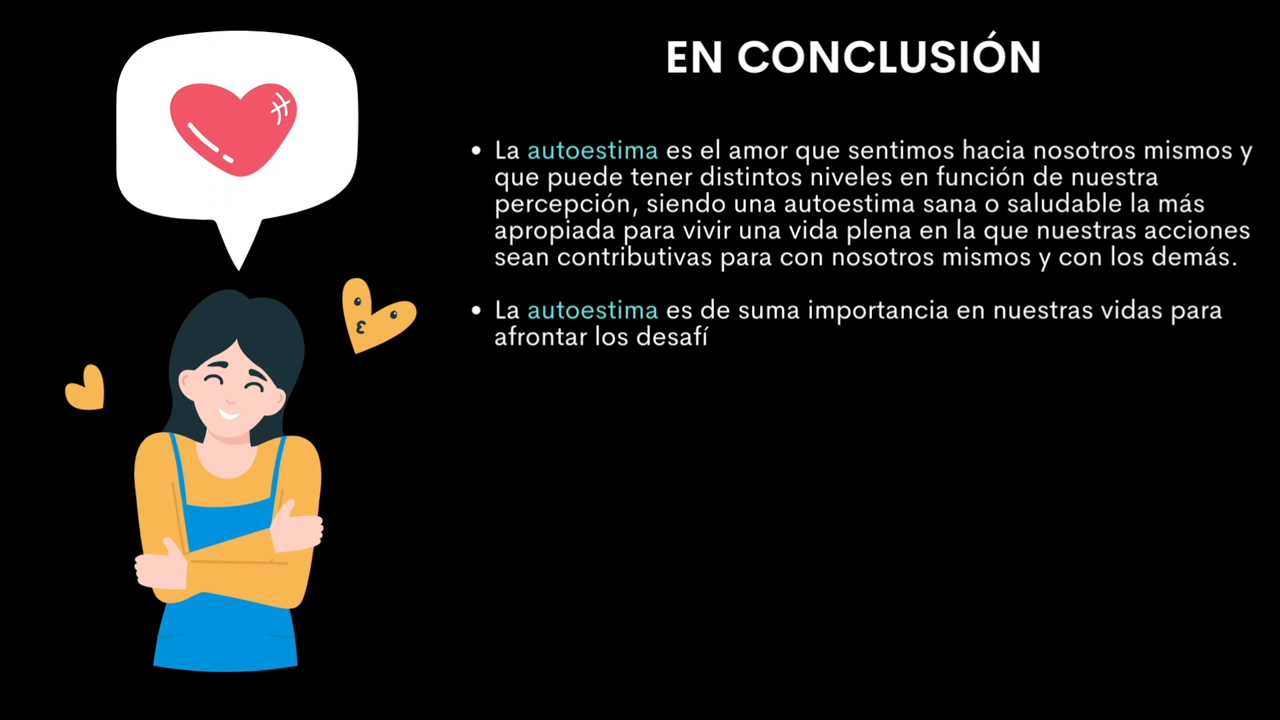 EN CONCLUSIÓN
• La autoestima es el amor que sentimos hacia nosotros mismos y
que puede tener distintos niveles en función de nuestra
percepción, siendo una autoestima sana o saludable la más
apropiada para vivir una vida plena en la que nuestras acciones
sean contributivas para con nosotros mismos y con los demás.
• La autoestima es de suma importancia en nuestras vidas para
afrontar los desafí